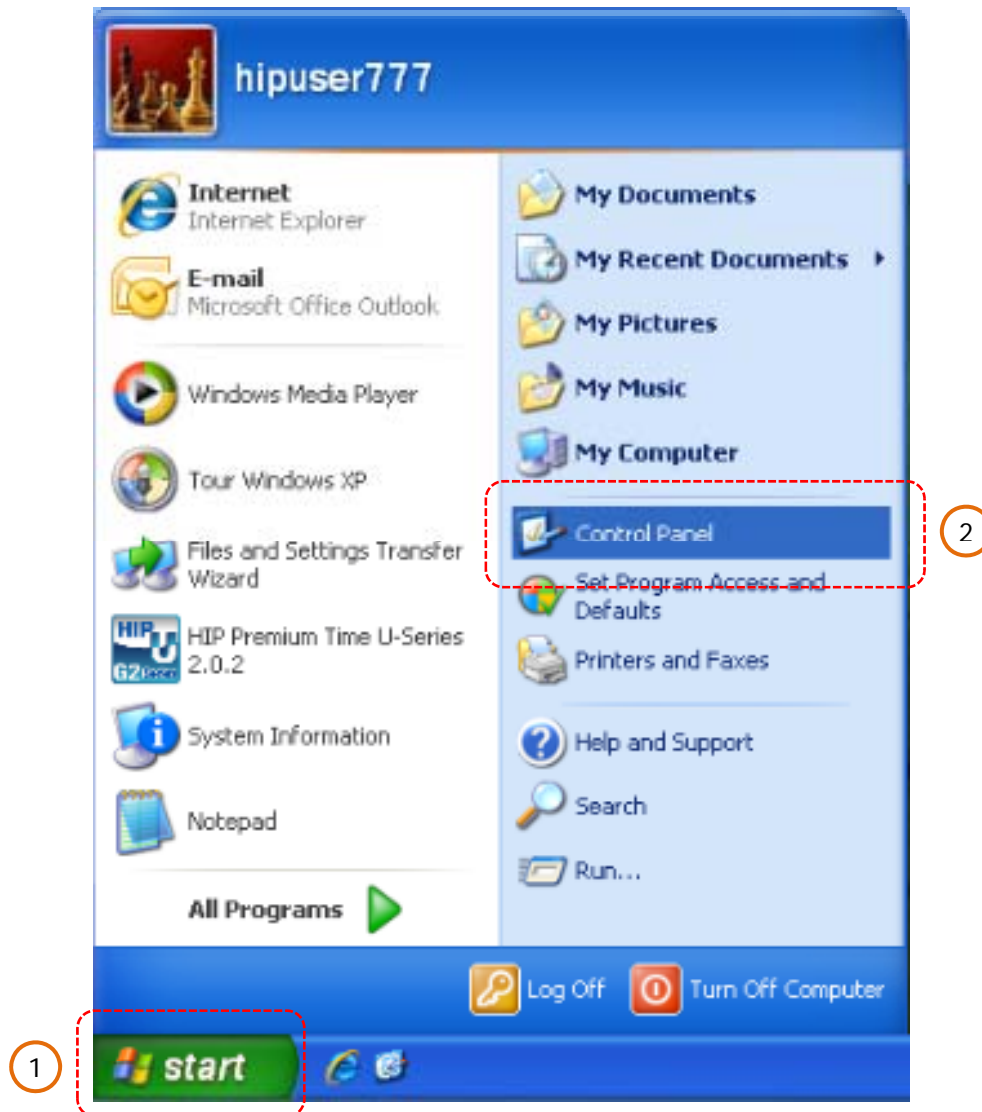 hipuser777
Internet
Internet Explorer
E-mail
Microsoft Office Outlook
Windows Media Player
Tour Windows XP
Files and Settings Transfer
Wizard
HIP
U
G2 Series
HIP Premium Time U-Series
2.0.2
System Information
Notepad
All Programs
My Documents
My Recent Documents
My Pictures
My Music
My Computer
Control Panel
2
Set Program Access and
Defaults
Printers and Faxes
Help and Support
Search
Run...
Log Off
Turn Off Computer
1
start